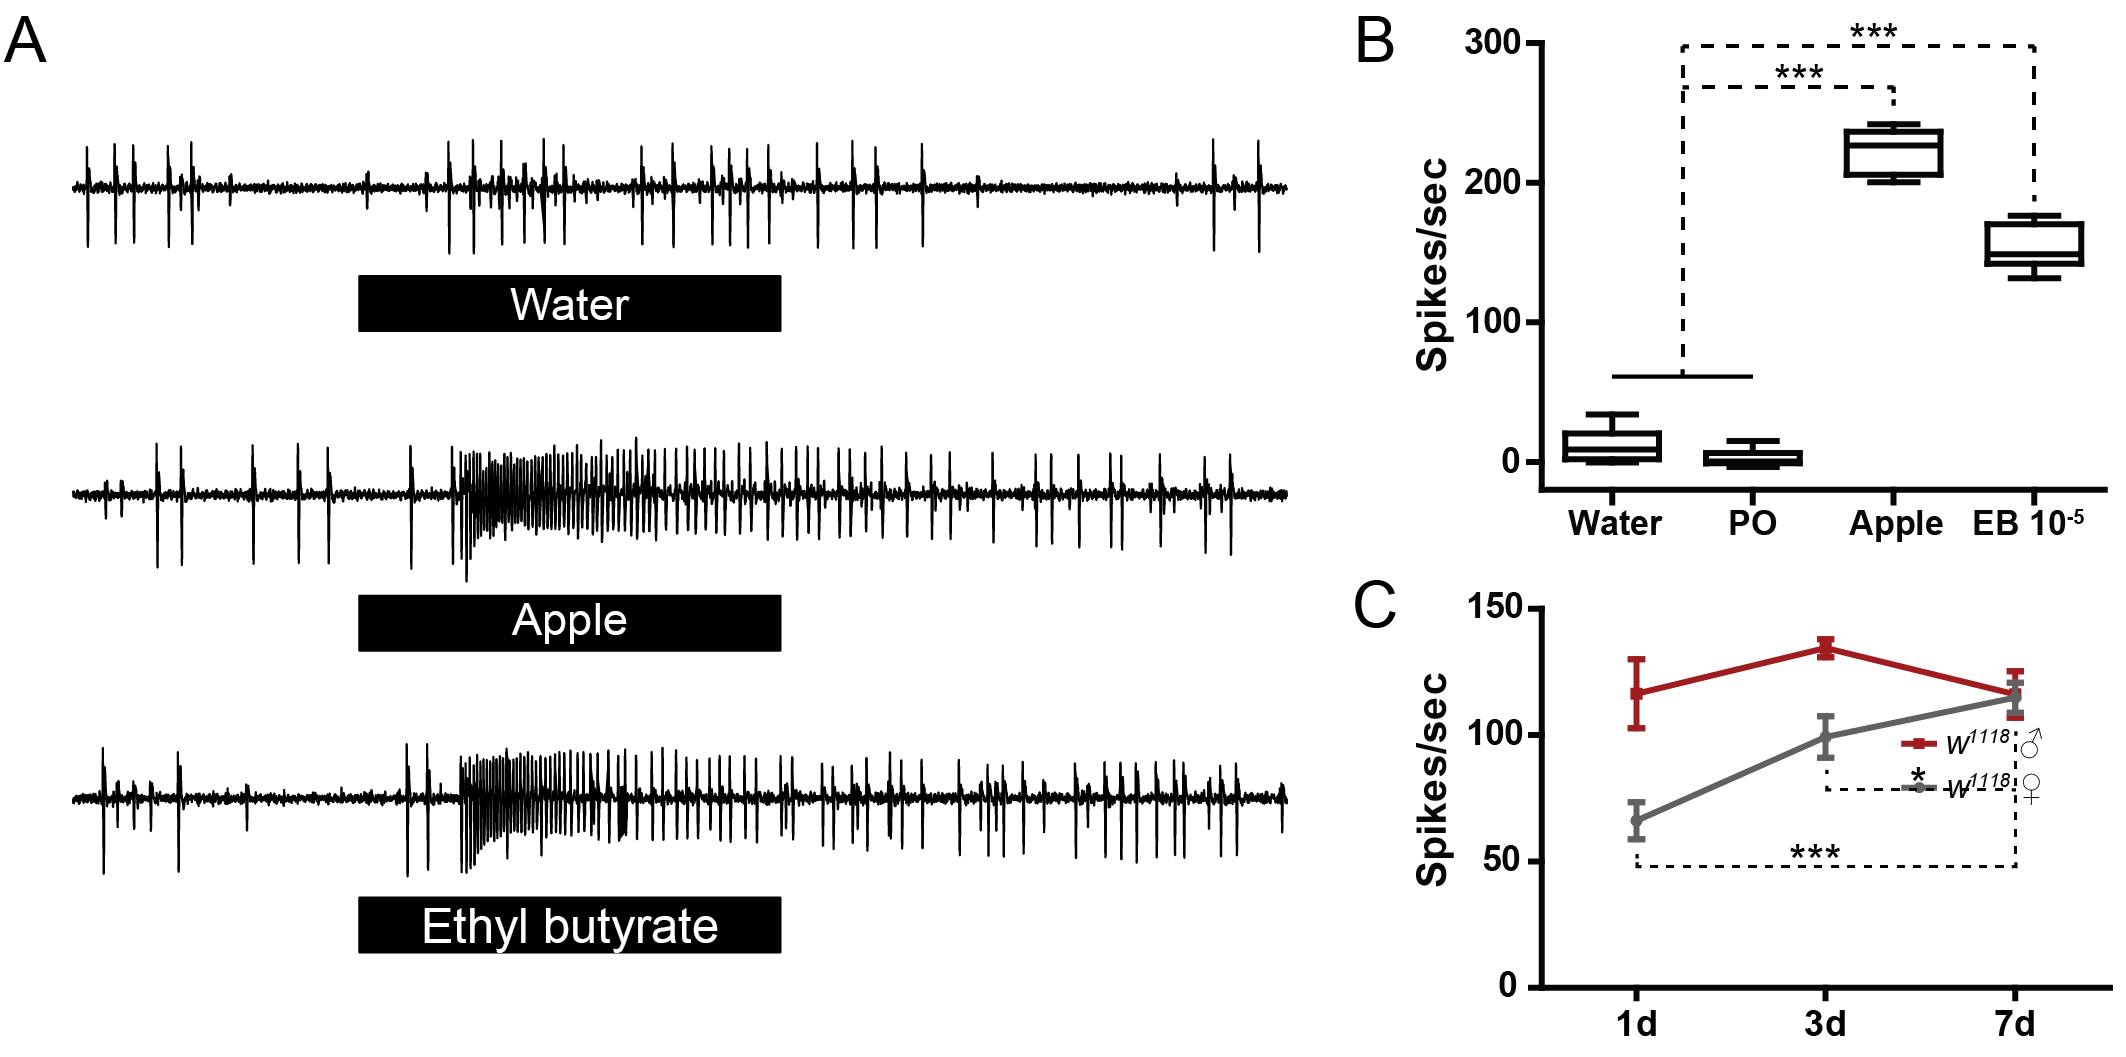 A
Water
Apple
Ethyl butyrate
B
Spikes/sec
300
200
100
0
***
***
Water PO Apple EB 10⁻⁵
C
Spikes/sec
150
100
50
0
w¹¹¹⁸ ♂
* w¹¹¹⁸ ♀
***
1d 3d 7d